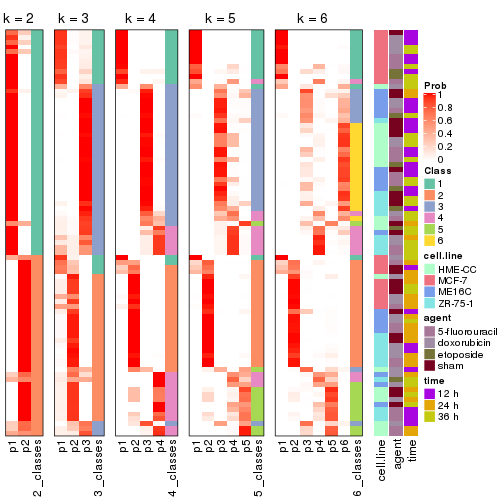 k = 2 k = 3 k = 4 k = 5 k = 6
Prob
1
0.8
0.6
0.4
0.2
0
Class
1
2
3
4
5
6
cell.line
HME-CC
MCF-7
ME16C
ZR-75-1
agent
5-fluorouracil
doxorubicin
etoposide
sham
time
12 h
24 h
36 h
p1 p2 2_classes p1 p2 p3 3_classes p1 p2 p3 p4 4_classes p1 p2 p3 p4 p5 5_classes p1 p2 p3 p4 p5 p6 6_classes cell.line agent time